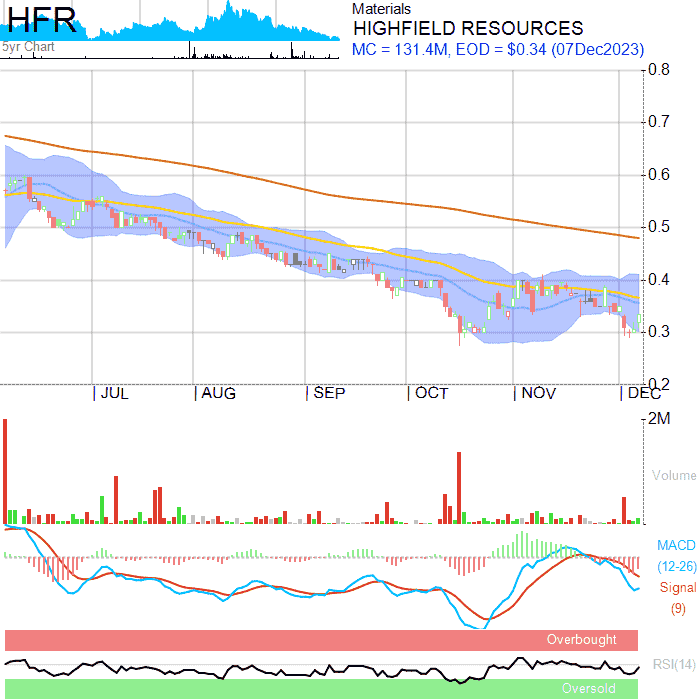 HFR
5yr Chart
Materials
HIGHFIELD RESOURCES
MC = 131.4M, EOD = $0.34 (07Dec2023)
0.8
0.7
0.6
0.5
0.4
0.3
0.2
JUL AUG SEP OCT NOV DEC
2M
Volume
MACD
(12-26)
Signal
(9)
Overbought
RSI(14)
Oversold